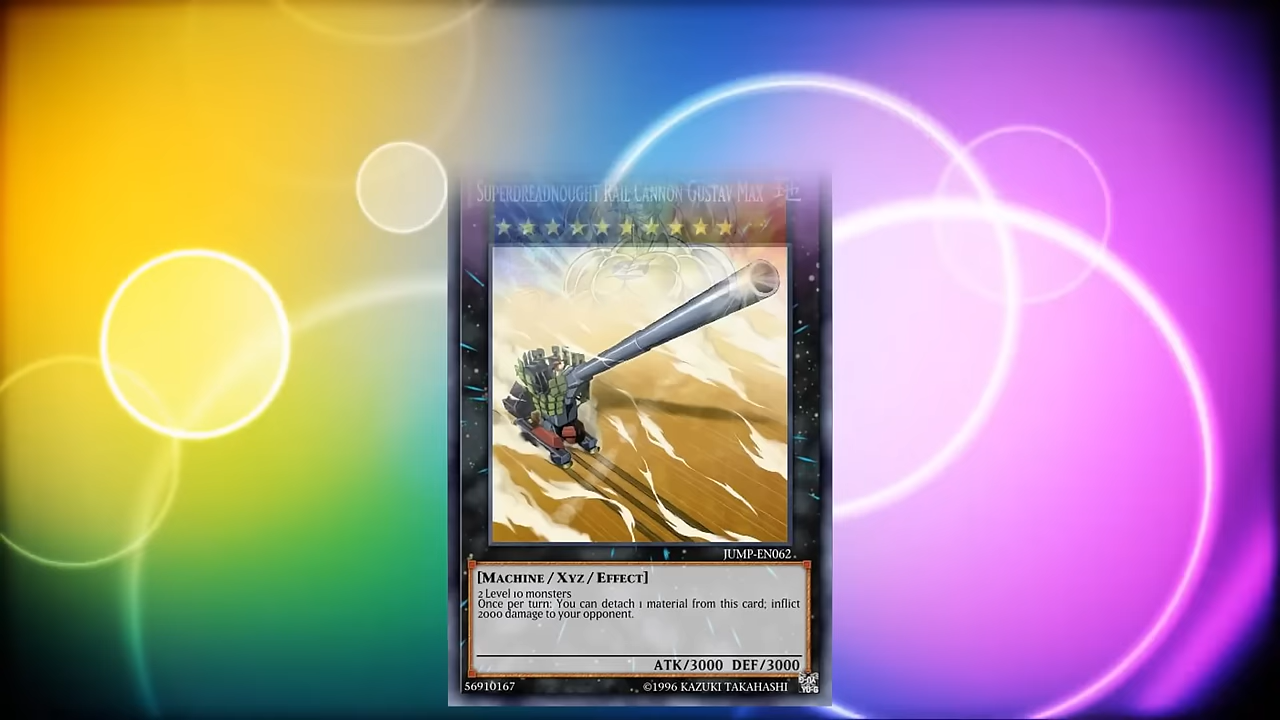 Superdreadnought Rail Cannon Gustav Max 地
JUMP-EN062
[Machine / Xyz / Effect]
2 Level 10 monsters
Once per turn: You can detach 1 material from this card; inflict
2000 damage to your opponent.
ATK/3000 DEF/3000
56910167
©1996 KAZUKI TAKAHASHI